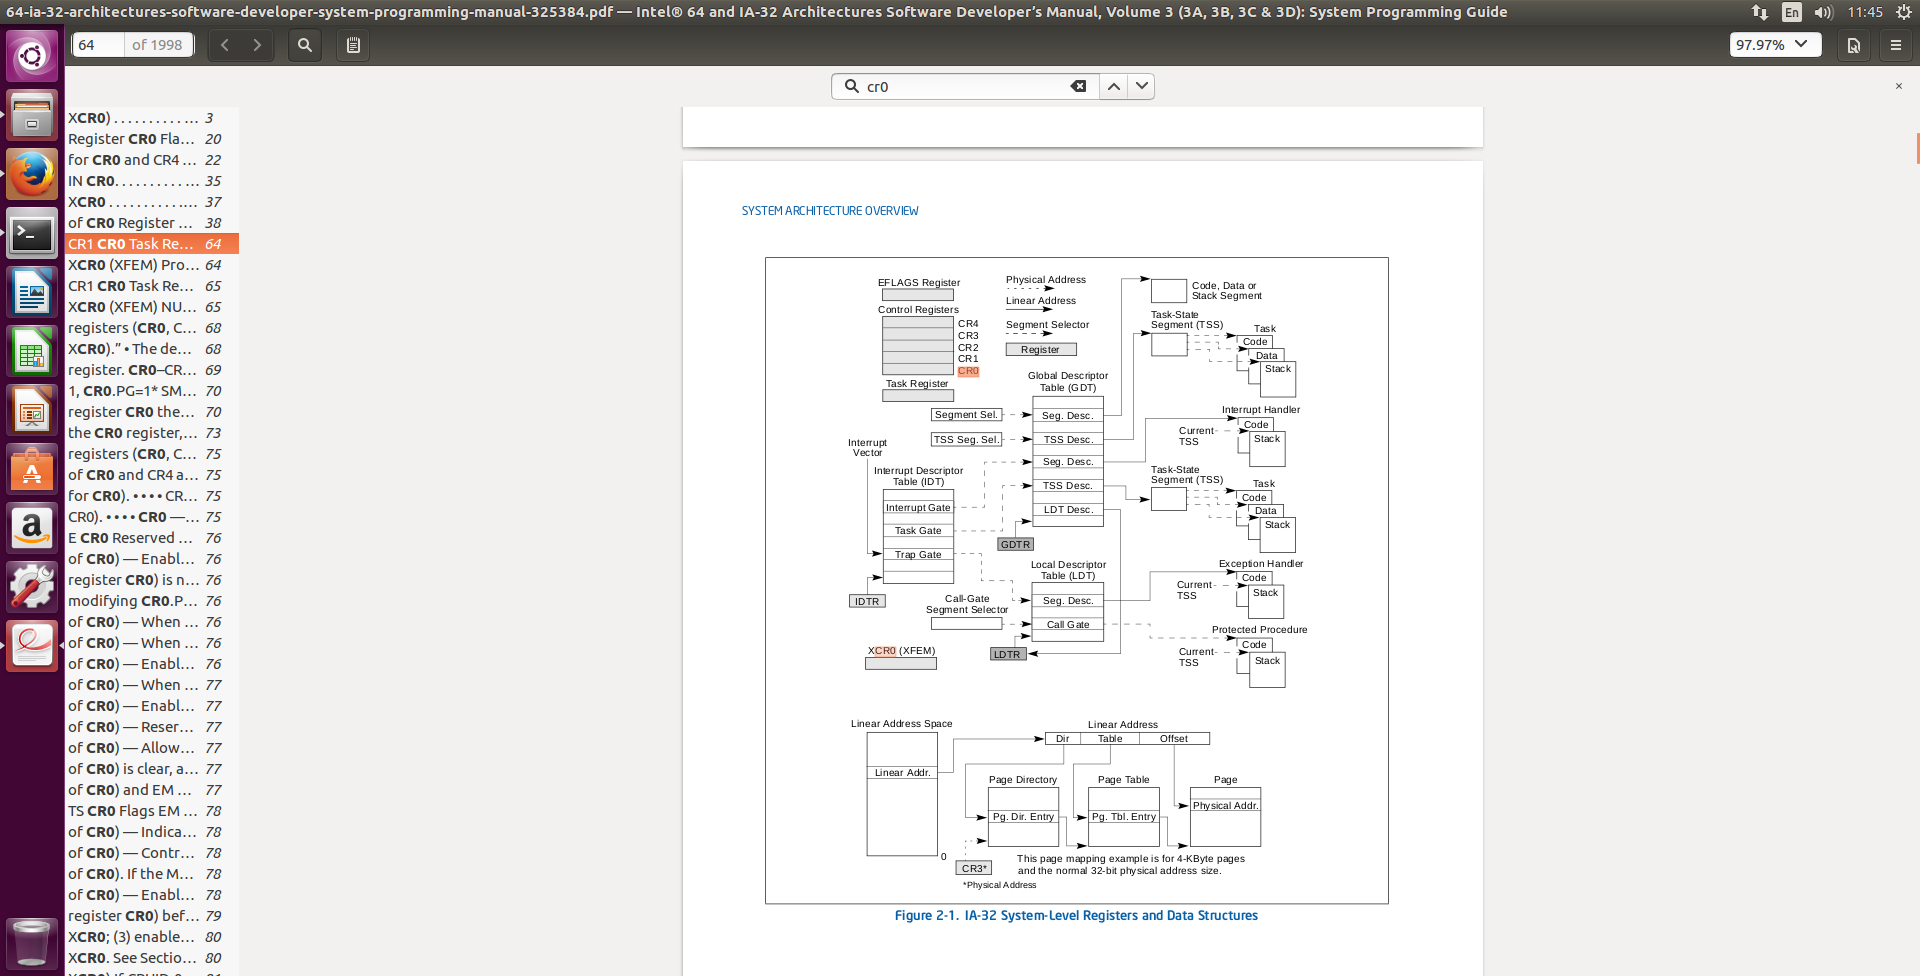 64-ia-32-architectures-software-developer-system-programming-manual-325384.pdf — Intel® 64 and IA-32 Architectures Software Developer's Manual, Volume 3 (3A, 3B, 3C & 3D): System Programming Guide
En
11:45
64
of 1998
97.97%
cr0
XCR0) . . . . . . . . . . ... 3
Register CR0 Fla... 20
for CR0 and CR4 ... 22
IN CR0. . . . . . . . . . ... 35
XCR0 . . . . . . . . . . .... 37
of CR0 Register ... 38
CR1 CR0 Task Re... 64
XCR0 (XFEM) Pro... 64
CR1 CR0 Task Re... 65
XCR0 (XFEM) NU... 65
registers (CR0, C... 68
XCR0).” • The de... 68
register. CR0–CR... 69
1, CR0.PG=1* SM... 70
register CR0 the... 70
the CR0 register,... 73
registers (CR0, C... 75
of CR0 and CR4 a... 75
for CR0). • • • • CR... 75
CR0). • • • • CR0 —... 75
E CR0 Reserved ... 76
of CR0) — Enabl... 76
register CR0) is n... 76
modifying CR0.P... 76
of CR0) — When ... 76
of CR0) — When ... 76
of CR0) — Enabl... 76
of CR0) — When ... 77
of CR0) — Enabl... 77
of CR0) — Reser... 77
of CR0) — Allow... 77
of CR0) is clear, a... 77
of CR0) and EM ... 77
TS CR0 Flags EM ... 78
of CR0) — Indica... 78
of CR0) — Contr... 78
of CR0). If the M... 78
of CR0) — Enabl... 78
register CR0) bef... 79
XCR0; (3) enable... 80
XCR0. See Sectio... 80
SYSTEM ARCHITECTURE OVERVIEW
EFLAGS Register
Control Registers
CR4
CR3
CR2
CR1
CR0
Task Register
Physical Address
Linear Address
Segment Selector
Register
Global Descriptor
Table (GDT)
Segment Sel.
Seg. Desc.
TSS Seg. Sel.
TSS Desc.
Seg. Desc.
TSS Desc.
LDT Desc.
GDTR
Interrupt
Vector
Interrupt Descriptor
Table (IDT)
Interrupt Gate
Task Gate
Trap Gate
IDTR
Call-Gate
Segment Selector
XCR0 (XFEM)
Local Descriptor
Table (LDT)
Seg. Desc.
Call Gate
LDTR
Code, Data or
Stack Segment
Task-State
Segment (TSS)
Task
Code
Data
Stack
Interrupt Handler
Code
Current
TSS
Stack
Task-State
Segment (TSS)
Task
Code
Data
Stack
Exception Handler
Code
Current
TSS
Stack
Protected Procedure
Code
Current
TSS
Stack
Linear Address Space
Linear Addr.
0
Linear Address
Dir
Table
Offset
Page Directory
Page Table
Page
Physical Addr.
Pg. Dir. Entry
Pg. Tbl. Entry
CR3*
This page mapping example is for 4-KByte pages
and the normal 32-bit physical address size.
*Physical Address
Figure 2-1. IA-32 System-Level Registers and Data Structures